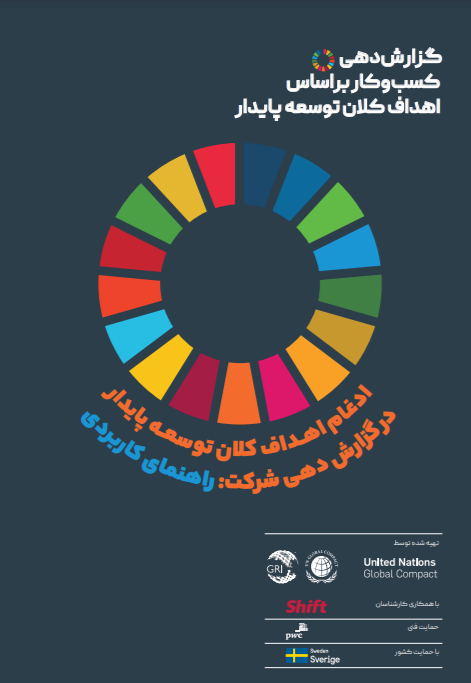 گزارش‌دهی
کسب‌وکار براساس
اهداف کلان توسعه پایدار
ادغام اهداف کلان توسعه پایدار
در گزارش دهی شرکت: راهنمای کاربردی
تهیه شده توسط
GRI
UN GLOBAL COMPACT
United Nations
Global Compact
با همکاری کارشناسان
Shift
حمایت فنی
pwc
با حمایت کشور
Sweden
Sverige